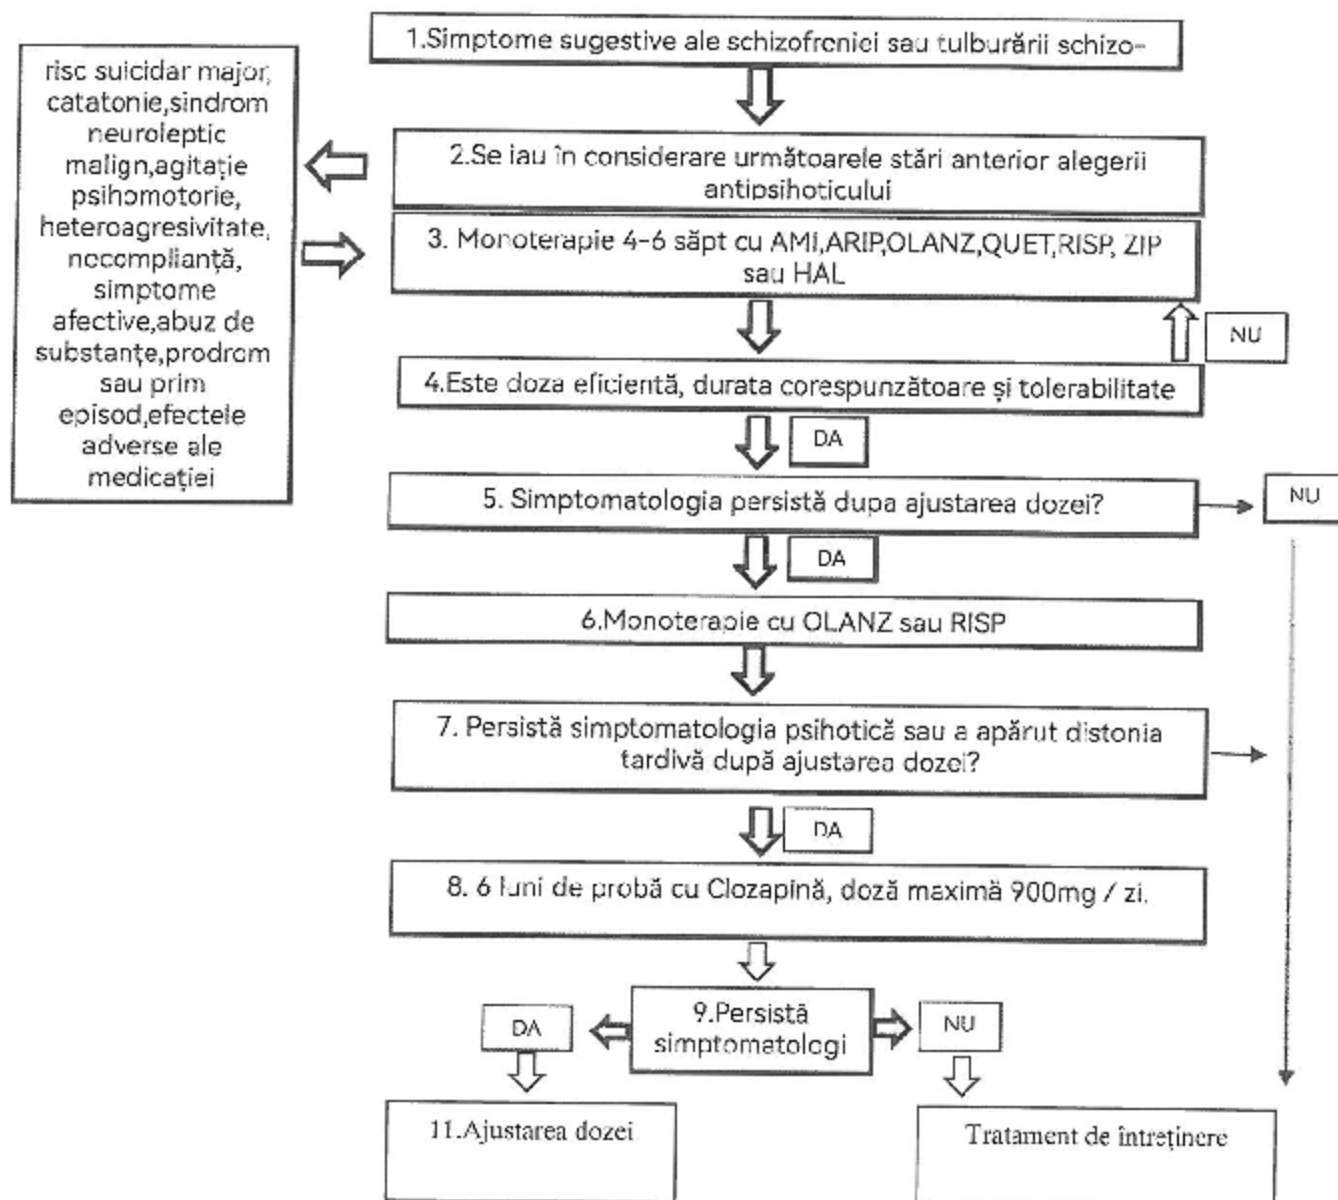 1.Simptome sugestive ale schizofreniei sau tulburării schizo-
risc suicidar major,
catatonie,sindrom
neuroleptic
malign,agitație
psihomotorie,
heteroagresivitate,
necomplianță,
simptome
afective,abuz de
substanțe,prodrom
sau prim
episod,efectele
adverse ale
medicației
2.Se iau în considerare următoarele stări anterior alegerii
antipsihoticului
3. Monoterapie 4-6 săpt cu AMI,ARIP,OLANZ,QUET,RISP, ZIP
sau HAL
NU
4.Este doza eficientă, durata corespunzătoare și tolerabilitate
DA
5. Simptomatologia persistă dupa ajustarea dozei?
NU
DA
6.Monoterapie cu OLANZ sau RISP
7. Persistă simptomatologia psihotică sau a apărut distonia
tardivă după ajustarea dozei?
DA
8. 6 luni de probă cu Clozapină, doză maximă 900mg / zi.
9.Persistă
simptomatologi
DA
NU
11.Ajustarea dozei
Tratament de întreținere